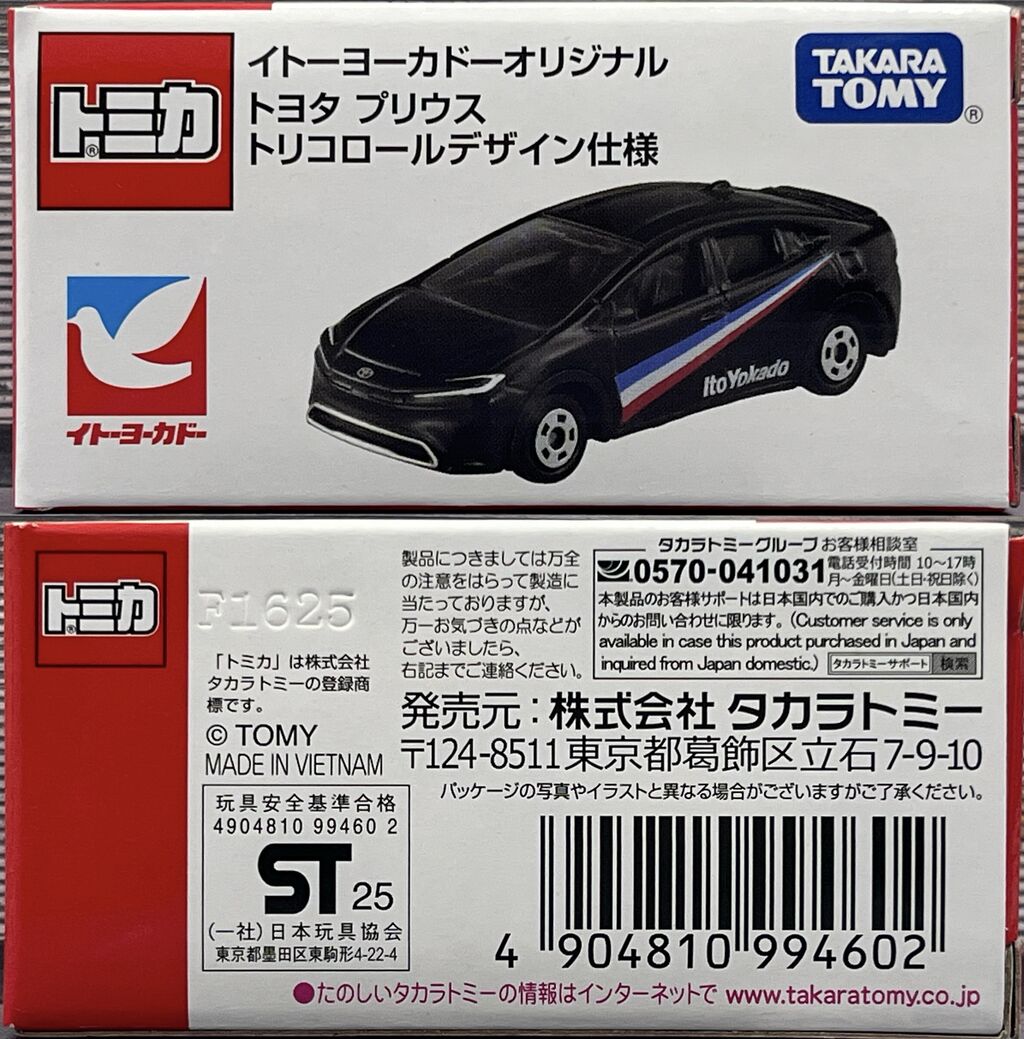 トミカ
®
イトーヨーカドーオリジナル
トヨタ プリウス
トリコロールデザイン仕様
TAKARA
TOMY
®
イトーヨーカドー
ItoYokado
トミカ
®
F1625
「トミカ」は株式会社
タカラトミーの登録商
標です。
© TOMY
MADE IN VIETNAM
玩具安全基準合格
4904810 99460 2
ST 25
(一社)日本玩具協会
東京都墨田区東駒形4-22-4
製品につきましては万全
の注意をはらって製造に
当たっておりますが、
万一お気づきの点などが
ございましたら、
右記までご連絡ください。
タカラトミーグループお客様相談室
0570-041031
電話受付時間 10〜17時
月〜金曜日(土日・祝日除く)
本製品のお客様サポートは日本国内でのご購入かつ日本国内
からのお問い合わせに限ります。(Customer service is only
available in case this product purchased in Japan and
inquired from Japan domestic.) タカラトミーサポート 検索
発売元:株式会社 タカラトミー
〒124-8511 東京都葛飾区立石7-9-10
パッケージの写真やイラストと異なる場合がございますがご了承ください。
4 904810 994602
●たのしいタカラトミーの情報はインターネットで www.takaratomy.co.jp